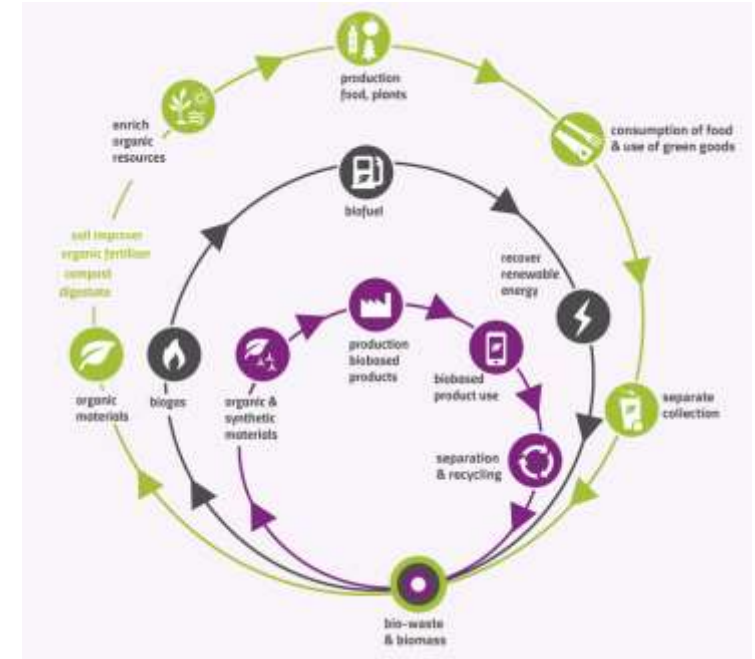 production
food, plants
enrich
organic
resources
consumption of food
& use of green goods
biofuel
soil improver
organic fertiliser
compost
digestate
recover
renewable
energy
production
biobased
products
biobased
product use
organic
materials
biogas
organic &
synthetic
materials
separate
collection
separation
& recycling
bio-waste
& biomass